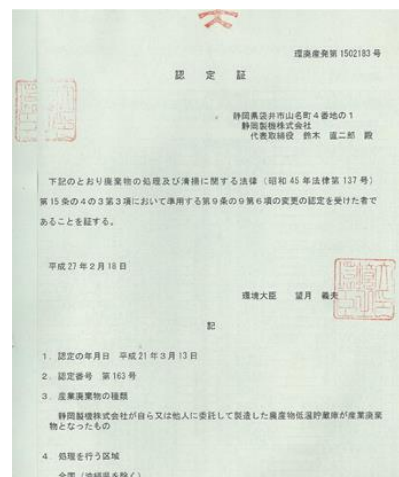 環廃産発第 1502183 号
認 定 証
静岡県袋井市山名町4番地の1
静岡製機株式会社
代表取締役 鈴木 直二郎 殿
下記のとおり廃棄物の処理及び清掃に関する法律(昭和45年法律第137号)
第15条の4の3第3項において準用する第9条の9第6項の変更の認定を受けた者で
あることを証する。
平成27年2月18日
環境大臣 望月 義夫
記
1. 認定の年月日 平成21年3月13日
2. 認定番号 第163号
3. 産業廃棄物の種類
静岡製機株式会社が自ら又は他人に委託して製造した農産物低温貯蔵庫が産業廃棄
物となったもの
4. 処理を行う区域
全国(沖縄県を除く)